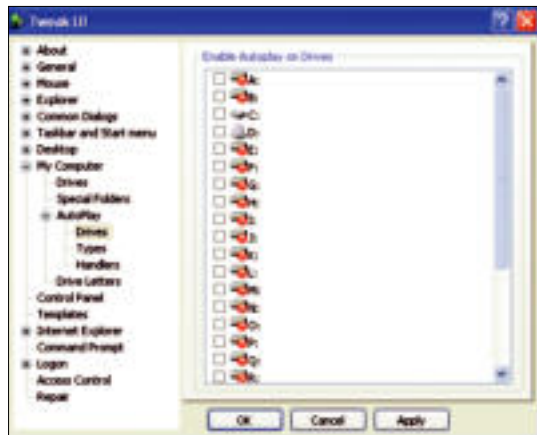 Tweak UI
About
General
Mouse
Explorer
Common Dialogs
Taskbar and Start menu
Desktop
My Computer
Drives
Special Folders
AutoPlay
Drives
Types
Handlers
Drive Letters
Control Panel
Templates
Internet Explorer
Command Prompt
Logon
Access Control
Repair
Enable Autoplay on Drives
A:
B:
C:
D:
E:
F:
G:
H:
I:
J:
K:
L:
M:
N:
O:
P:
Q:
R:
OK
Cancel
Apply